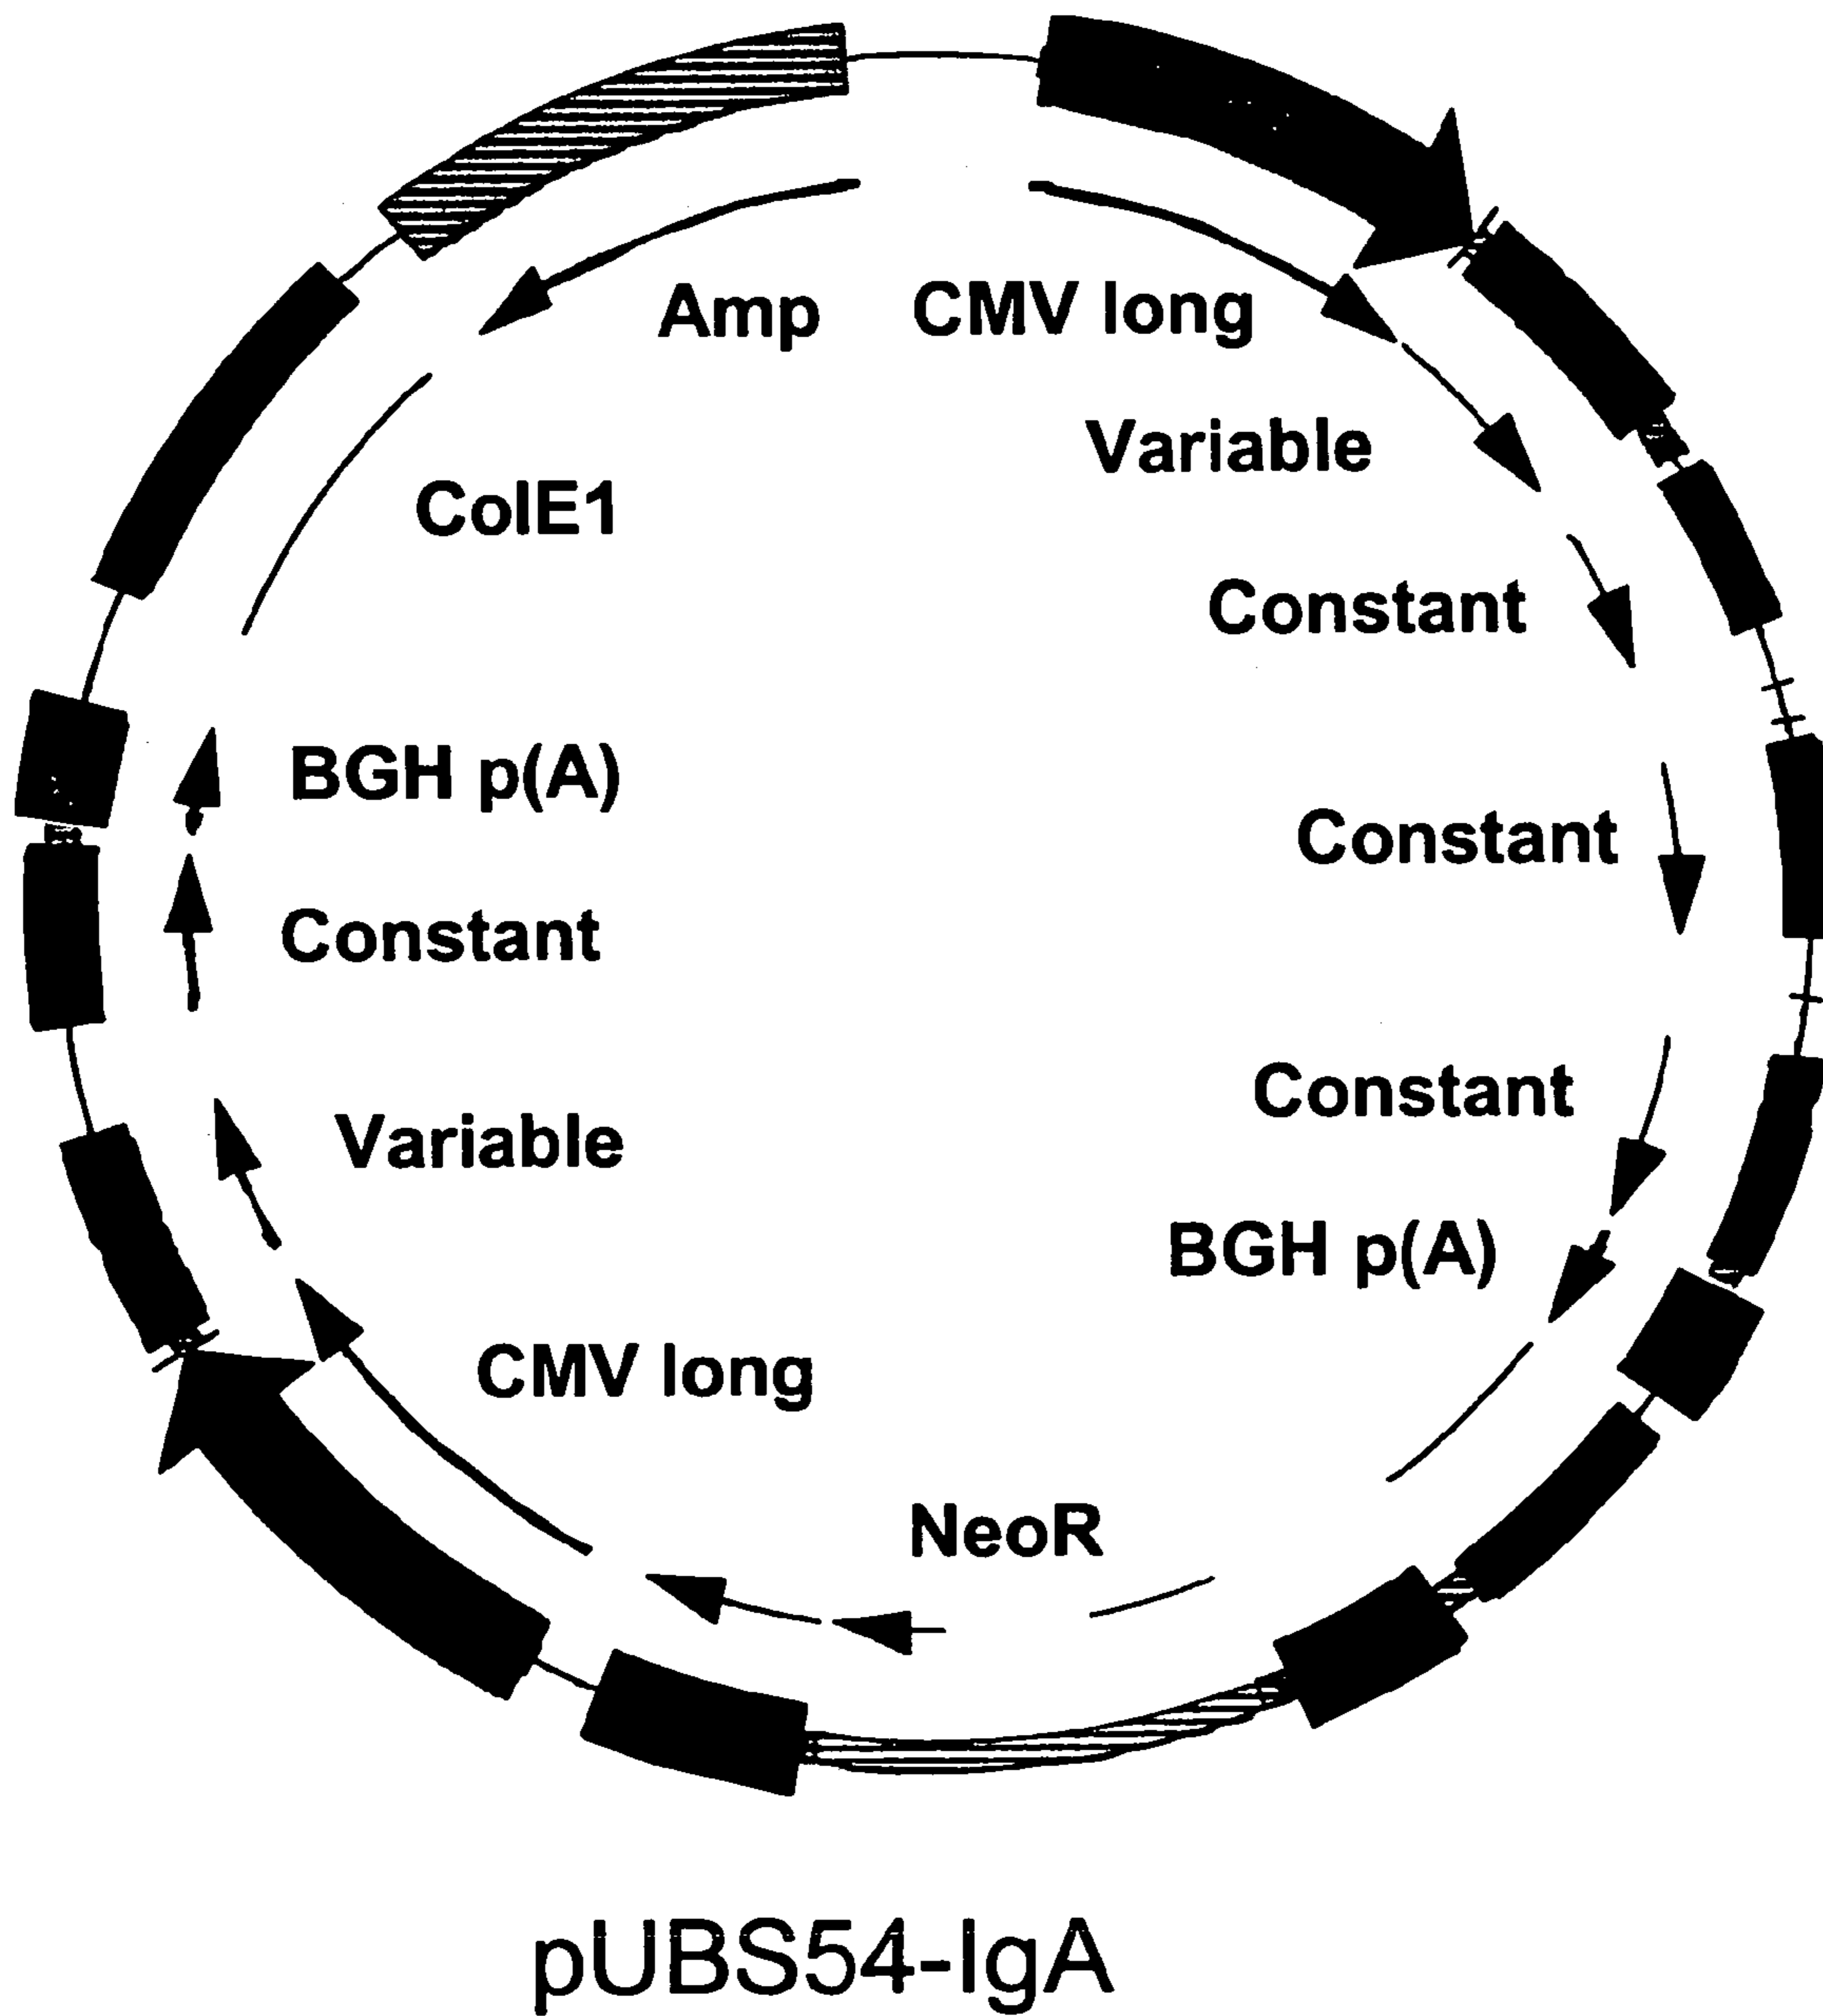 Amp
CMV long
Variable
ColE1
Constant
BGH p(A)
Constant
Constant
Constant
Variable
BGH p(A)
CMV long
NeoR
pUBS54-IgA